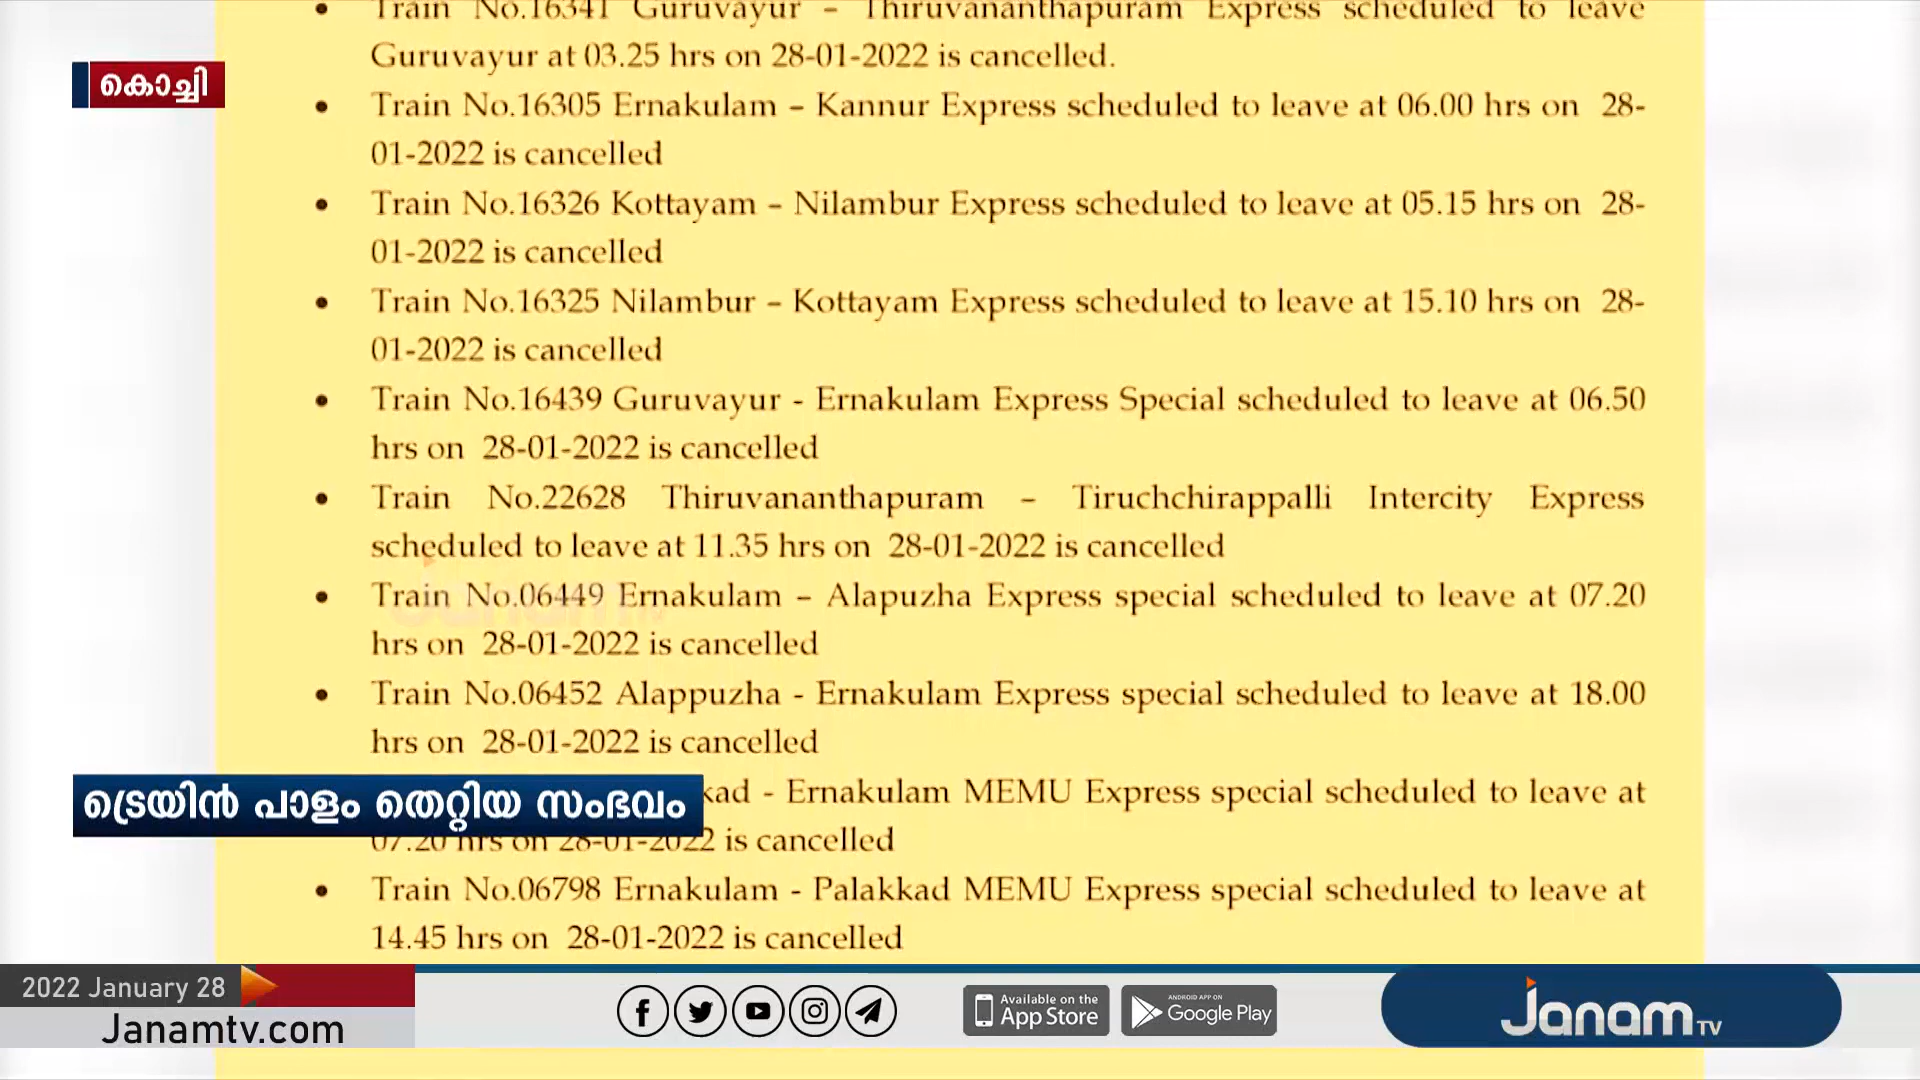 Train No.16341 Guruvayur – Thiruvananthapuram Express scheduled to leave
Guruvayur at 03.25 hrs on 28-01-2022 is cancelled.
കൊച്ചി
• Train No.16305 Ernakulam – Kannur Express scheduled to leave at 06.00 hrs on 28-
01-2022 is cancelled
• Train No.16326 Kottayam – Nilambur Express scheduled to leave at 05.15 hrs on 28-
01-2022 is cancelled
• Train No.16325 Nilambur – Kottayam Express scheduled to leave at 15.10 hrs on 28-
01-2022 is cancelled
• Train No.16439 Guruvayur - Ernakulam Express Special scheduled to leave at 06.50
hrs on 28-01-2022 is cancelled
• Train No.22628 Thiruvananthapuram – Tiruchchirappalli Intercity Express
scheduled to leave at 11.35 hrs on 28-01-2022 is cancelled
• Train No.06449 Ernakulam – Alapuzha Express special scheduled to leave at 07.20
hrs on 28-01-2022 is cancelled
• Train No.06452 Alappuzha - Ernakulam Express special scheduled to leave at 18.00
hrs on 28-01-2022 is cancelled
kad - Ernakulam MEMU Express special scheduled to leave at
ട്രെയിൻ പാളം തെറ്റിയ സംഭവം
07.20 hrs on 28-01-2022 is cancelled
• Train No.06798 Ernakulam - Palakkad MEMU Express special scheduled to leave at
14.45 hrs on 28-01-2022 is cancelled
2022 January 28
Janamtv.com
Available on the
App Store
ANDROID APP ON
Google Play
Janam TV